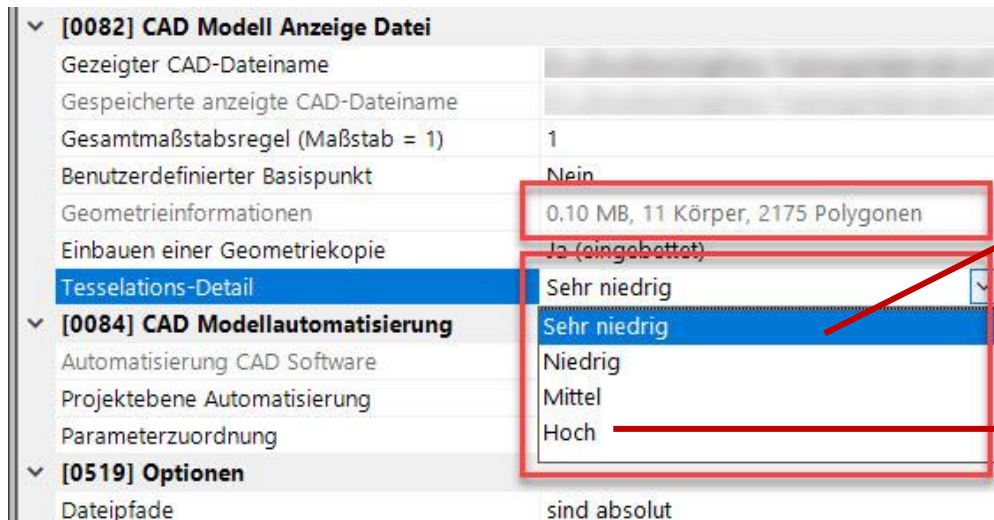 [0082] CAD Modell Anzeige Datei
Gezeigter CAD-Dateiname
Gespeicherte anzeigte CAD-Dateiname
Gesamtmaßstabsregel (Maßstab = 1) 1
Benutzerdefinierter Basispunkt Nein
Geometrieinformationen 0.10 MB, 11 Körper, 2175 Polygonen
Einbauen einer Geometriekopie Ja (eingebettet)
Tesselations-Detail Sehr niedrig
[0084] CAD Modellautomatisierung Sehr niedrig
Automatisierung CAD Software Niedrig
Projektebene Automatisierung Mittel
Parameterzuordnung Hoch
[0519] Optionen
Dateipfade sind absolut